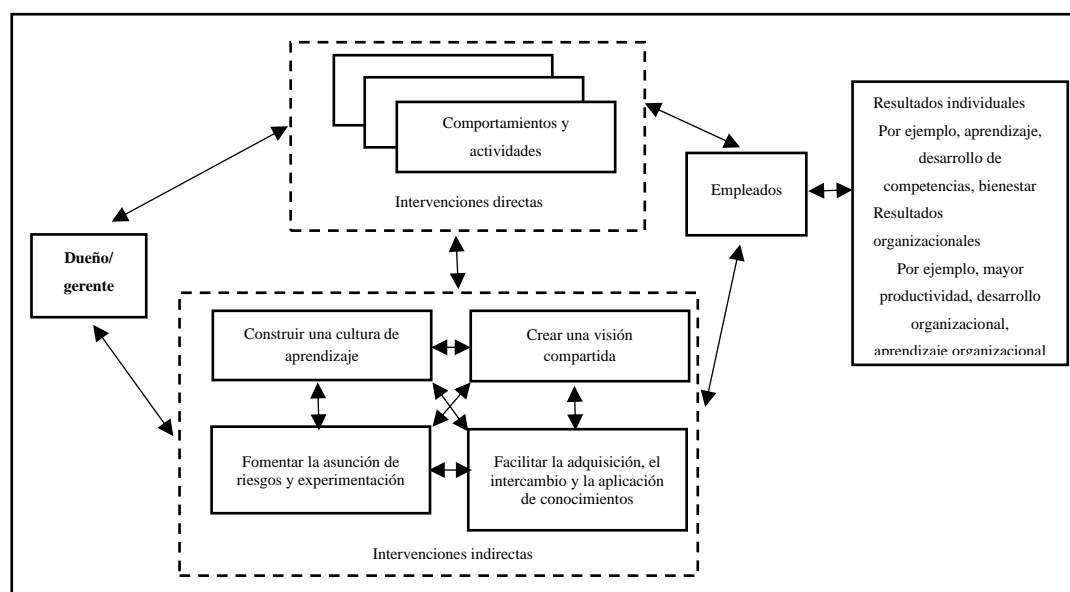 Comportamientos y
actividades
Intervenciones directas
Dueño/
gerente
Empleados
Resultados individuales
Por ejemplo, aprendizaje,
desarrollo de
competencias, bienestar
Resultados
organizacionales
Por ejemplo, mayor
productividad, desarrollo
organizacional,
aprendizaje organizacional
Construir una cultura de
aprendizaje
Crear una visión
compartida
Fomentar la asunción de
riesgos y experimentación
Facilitar la adquisición, el
intercambio y la aplicación
de conocimientos
Intervenciones indirectas